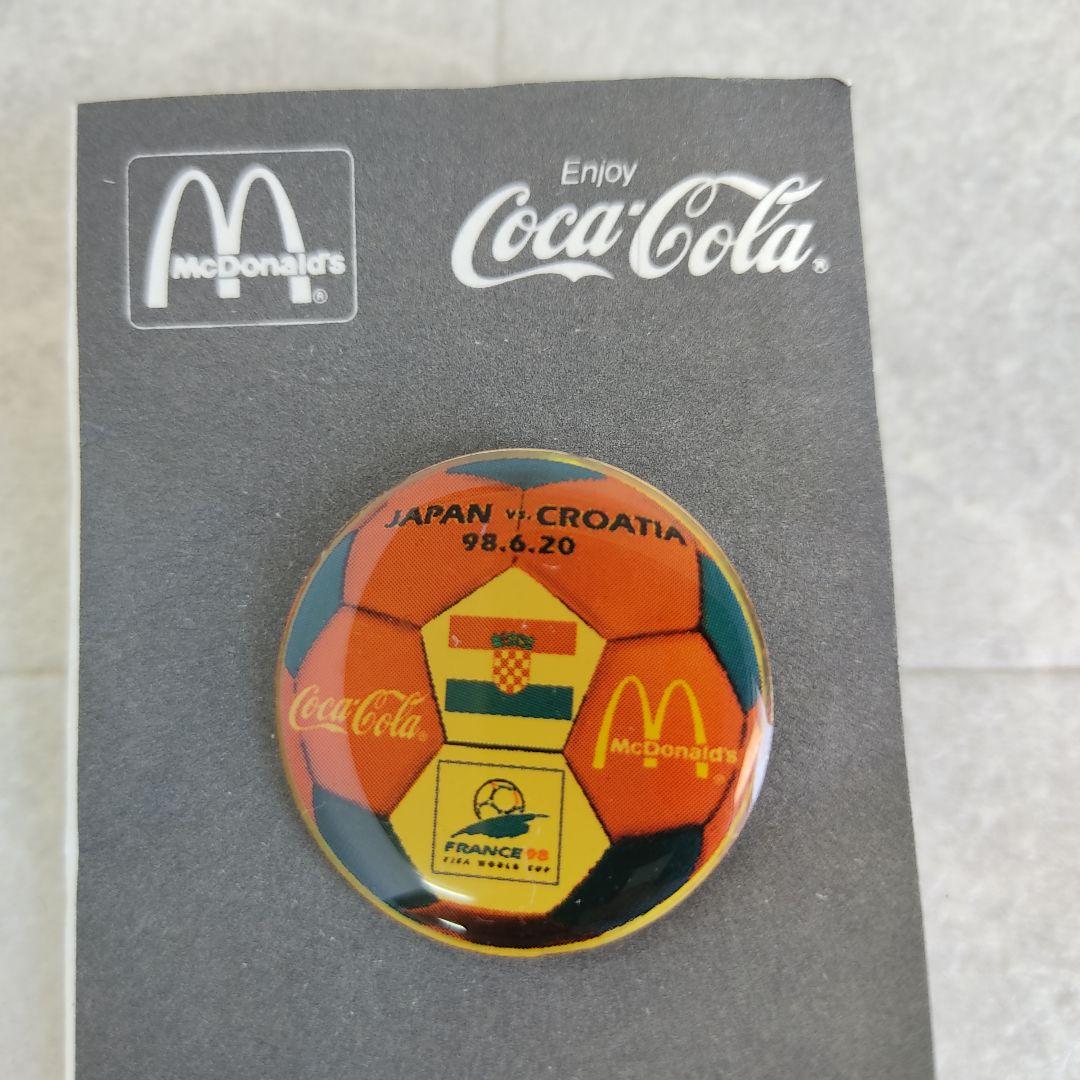 McDonald's®
Enjoy
Coca-Cola®
JAPAN vs. CROATIA
98.6.20
Coca-Cola®
McDonald's®
FRANCE 98
FIFA WORLD CUP